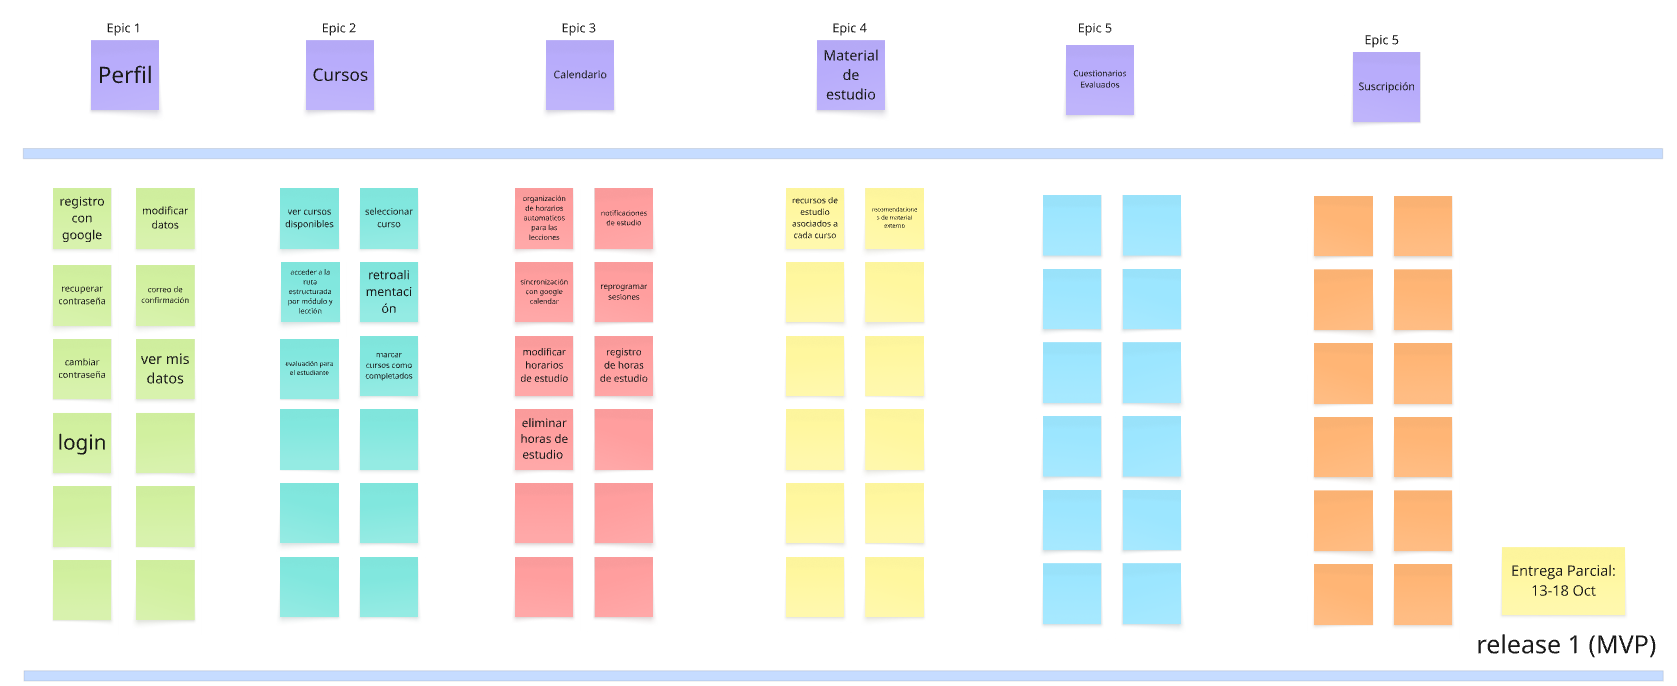 Epic 1
Epic 2
Epic 3
Epic 4
Epic 5
Epic 5
Perfil
Cursos
Calendario
Material
de
estudio
Cuestionarios
Evaluados
Suscripción
registro
con
google
modificar
datos
recuperar
contraseña
correo de
confirmación
cambiar
contraseña
ver mis
datos
login
ver cursos
disponibles
seleccionar
curso
acceder a la
ruta
estructurada
por módulo y
lección
retroali
mentaci
ón
evaluación para
el estudiante
marcar
cursos como
completados
organización
de horarios
automaticos
para las
lecciones
notificaciones
de estudio
sincronización
con google
calendar
reprogramar
sesiones
modificar
horarios
de estudio
registro
de horas
de estudio
eliminar
horas de
estudio
recursos de
estudio
asociados a
cada curso
recomendacione
s de material
externo
Entrega Parcial:
13-18 Oct
release 1 (MVP)